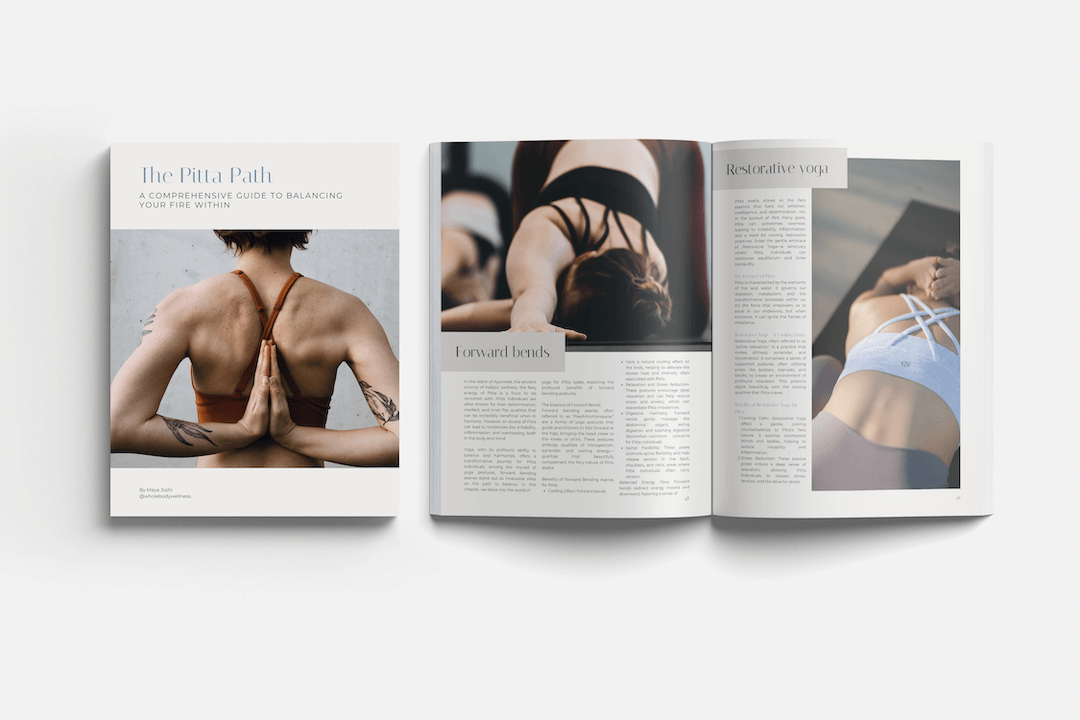 The Pitta Path
A COMPREHENSIVE GUIDE TO BALANCING
YOUR FIRE WITHIN
By Maya Joshi
@wholebodywellness
Forward bends
In the realm of Ayurveda, the ancient
science of holistic wellness, the fiery
energy of Pitta is a force to be
reckoned with. Pitta individuals are
often known for their determination,
intellect, and inner fire, qualities that
can be incredibly beneficial when in
harmony. However, an excess of Pitta
can lead to tendencies like irritability,
inflammation, and overheating, both
in the body and mind.
Yoga, with its profound ability to
balance and harmonize, offers a
transformative journey for Pitta
individuals. Among the myriad of
yoga postures, forward bending
asanas stand out as invaluable allies
on the path to balance. In this
chapter, we delve into the world of
yoga for Pitta types, exploring the
profound benefits of forward
bending postures.
The Essence of Forward Bends
Forward bending asanas, often
referred to as
are a family of yoga postures that
guide practitioners to fold forward at
the hips, bringing the head closer to
the knees or shins. These postures
embody qualities of introspection,
surrender, and cooling energy—
qualities that beautifully
complement the fiery nature of Pitta
dosha.
Benefits of Forward Bending Asanas
for Pitta
• Cooling Effect: Forward bends
have a natural cooling effect on
the body, helping to alleviate the
excess heat and intensity often
associated with Pitta.
• Relaxation and Stress Reduction:
These postures encourage deep
relaxation and can help reduce
stress and anxiety, which can
exacerbate Pitta imbalances.
• Digestive Harmony: Forward
bends gently massage the
abdominal organs, aiding
digestion and soothing digestive
discomfort—common concerns
for Pitta individuals.
• Spinal Flexibility: These poses
promote spinal flexibility and help
release tension in the back,
shoulders, and neck, areas where
Pitta individuals often carry
tension.
Balanced Energy Flow: Forward
bends redirect energy inward and
downward, fostering a sense of
Restorative yoga
Pitta dosha shines as the fiery
essence that fuels our ambition,
intelligence, and determination. Yet,
in the pursuit of life's many goals,
Pitta can sometimes overheat,
leading to irritability, inflammation,
and a need for cooling, restorative
practices. Enter the gentle embrace
of Restorative Yoga—a sanctuary
where Pitta individuals can
rediscover equilibrium and inner
tranquility.
The Essence of Pitta
Pitta is characterized by the elements
of fire and water. It governs our
digestion, metabolism, and the
transformative processes within us.
It's the force that empowers us to
excel in our endeavors, but when
excessive, it can ignite the flames of
imbalance.
Restorative Yoga - A Cooling Oasis
Restorative Yoga, often referred to as
"active relaxation," is a practice that
invites stillness, surrender, and
rejuvenation. It comprises a series of
supported postures, often utilizing
props like bolsters, blankets, and
blocks, to create an environment of
profound relaxation. This practice
aligns beautifully with the cooling
qualities that Pitta craves.
Benefits of Restorative Yoga for
Pitta
1. Cooling Calm: Restorative Yoga
offers a gentle, cooling
counterbalance to Pitta's fiery
nature. It soothes overheated
minds and bodies, helping to
reduce irritability and
inflammation.
2. Stress Reduction: These passive
poses induce a deep sense of
relaxation, allowing Pitta
individuals to release stress,
tension, and the drive for stress